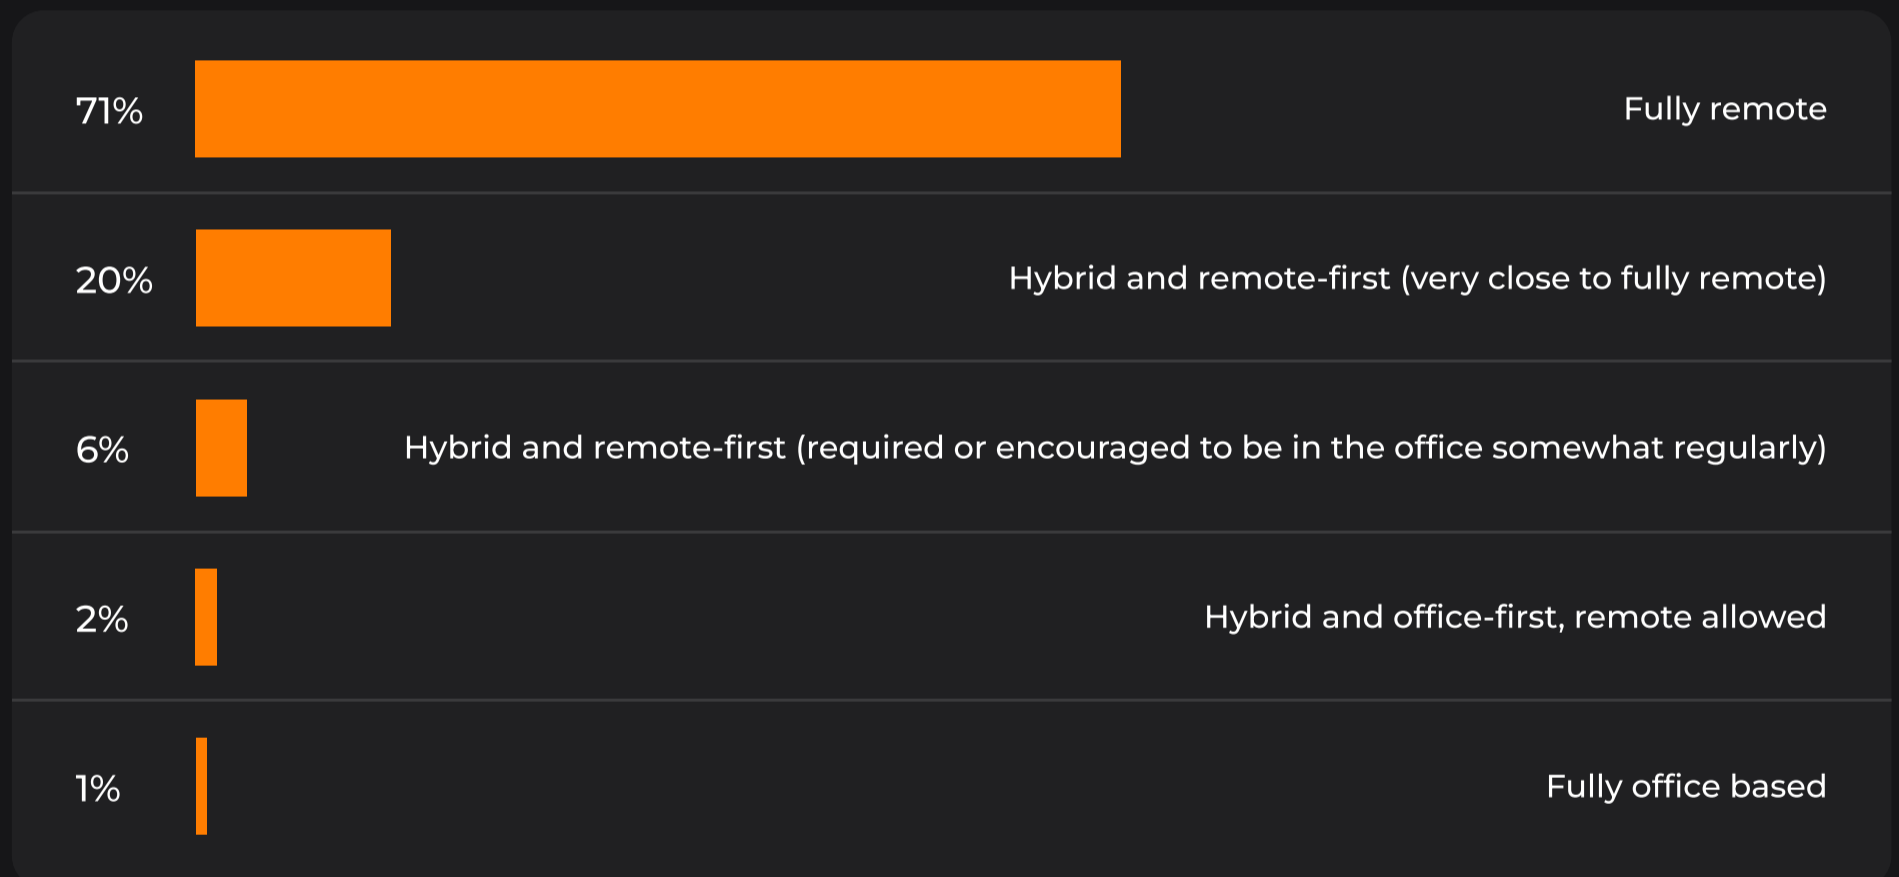 71%
Fully remote
20%
Hybrid and remote-first (very close to fully remote)
6%
Hybrid and remote-first (required or encouraged to be in the office somewhat regularly)
2%
Hybrid and office-first, remote allowed
1%
Fully office based